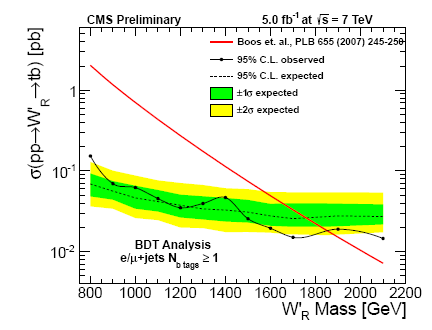 CMS Preliminary 5.0 fb⁻¹ at √s = 7 TeV
σ(pp→W'R→tb) [pb]
Boos et. al., PLB 655 (2007) 245-250
95% C.L. observed
95% C.L. expected
±1σ expected
±2σ expected
1
10⁻¹
10⁻²
BDT Analysis
e/μ+jets Nb tags ≥ 1
800 1000 1200 1400 1600 1800 2000 2200
W'R Mass [GeV]